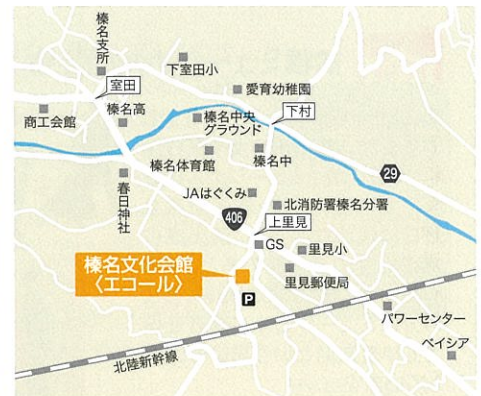 榛名支所
下室田小
室田
愛育幼稚園
商工会館
榛名高
榛名中央
グラウンド
下村
榛名体育館
榛名中
29
春日神社
JAはぐくみ
北消防署榛名分署
406
上里見
GS
里見小
榛名文化会館
〈エコール〉
里見郵便局
P
パワーセンター
ベイシア
北陸新幹線